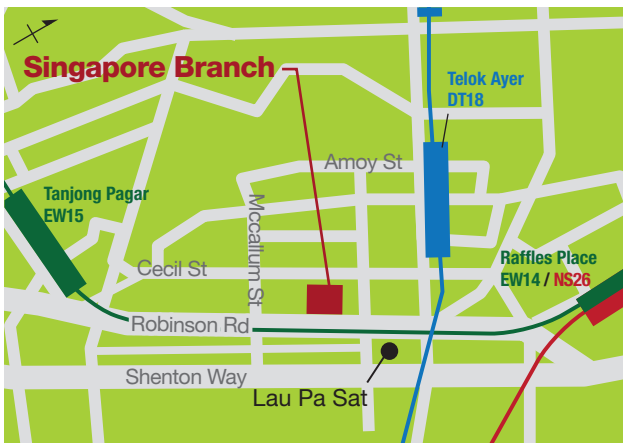 Singapore Branch
Telok Ayer
DT18
Amoy St
Tanjong Pagar
EW15
Mccallum St
Cecil St
Raffles Place
EW14 / NS26
Robinson Rd
Shenton Way
Lau Pa Sat